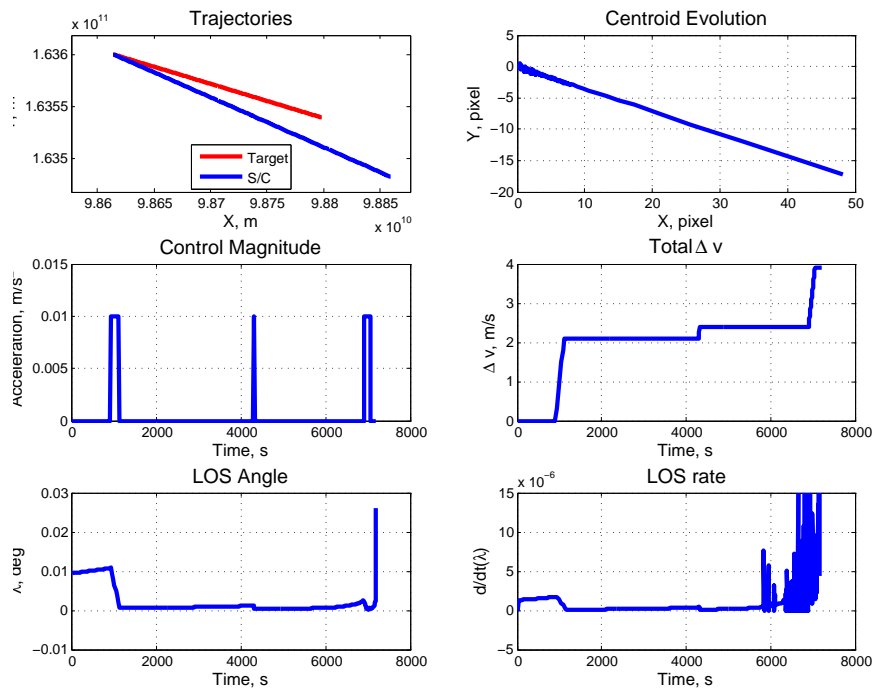 Trajectories
x 10^11
1.636
1.6355
1.635
9.86 9.865 9.87 9.875 9.88 9.885
X, m
x 10^10
Target
S/C
Centroid Evolution
5
0
−5
−10
−15
−20
0 10 20 30 40 50
Y, pixel
X, pixel
Control Magnitude
0.015
0.01
0.005
0
0 2000 4000 6000 8000
Acceleration, m/s
Time, s
Total Δ v
4
3
2
1
0
0 2000 4000 6000 8000
Δ v, m/s
Time, s
LOS Angle
0.03
0.02
0.01
0
−0.01
0 2000 4000 6000 8000
λ, deg
Time, s
LOS rate
x 10^−6
15
10
5
0
−5
0 2000 4000 6000 8000
d/dt(λ)
Time, s